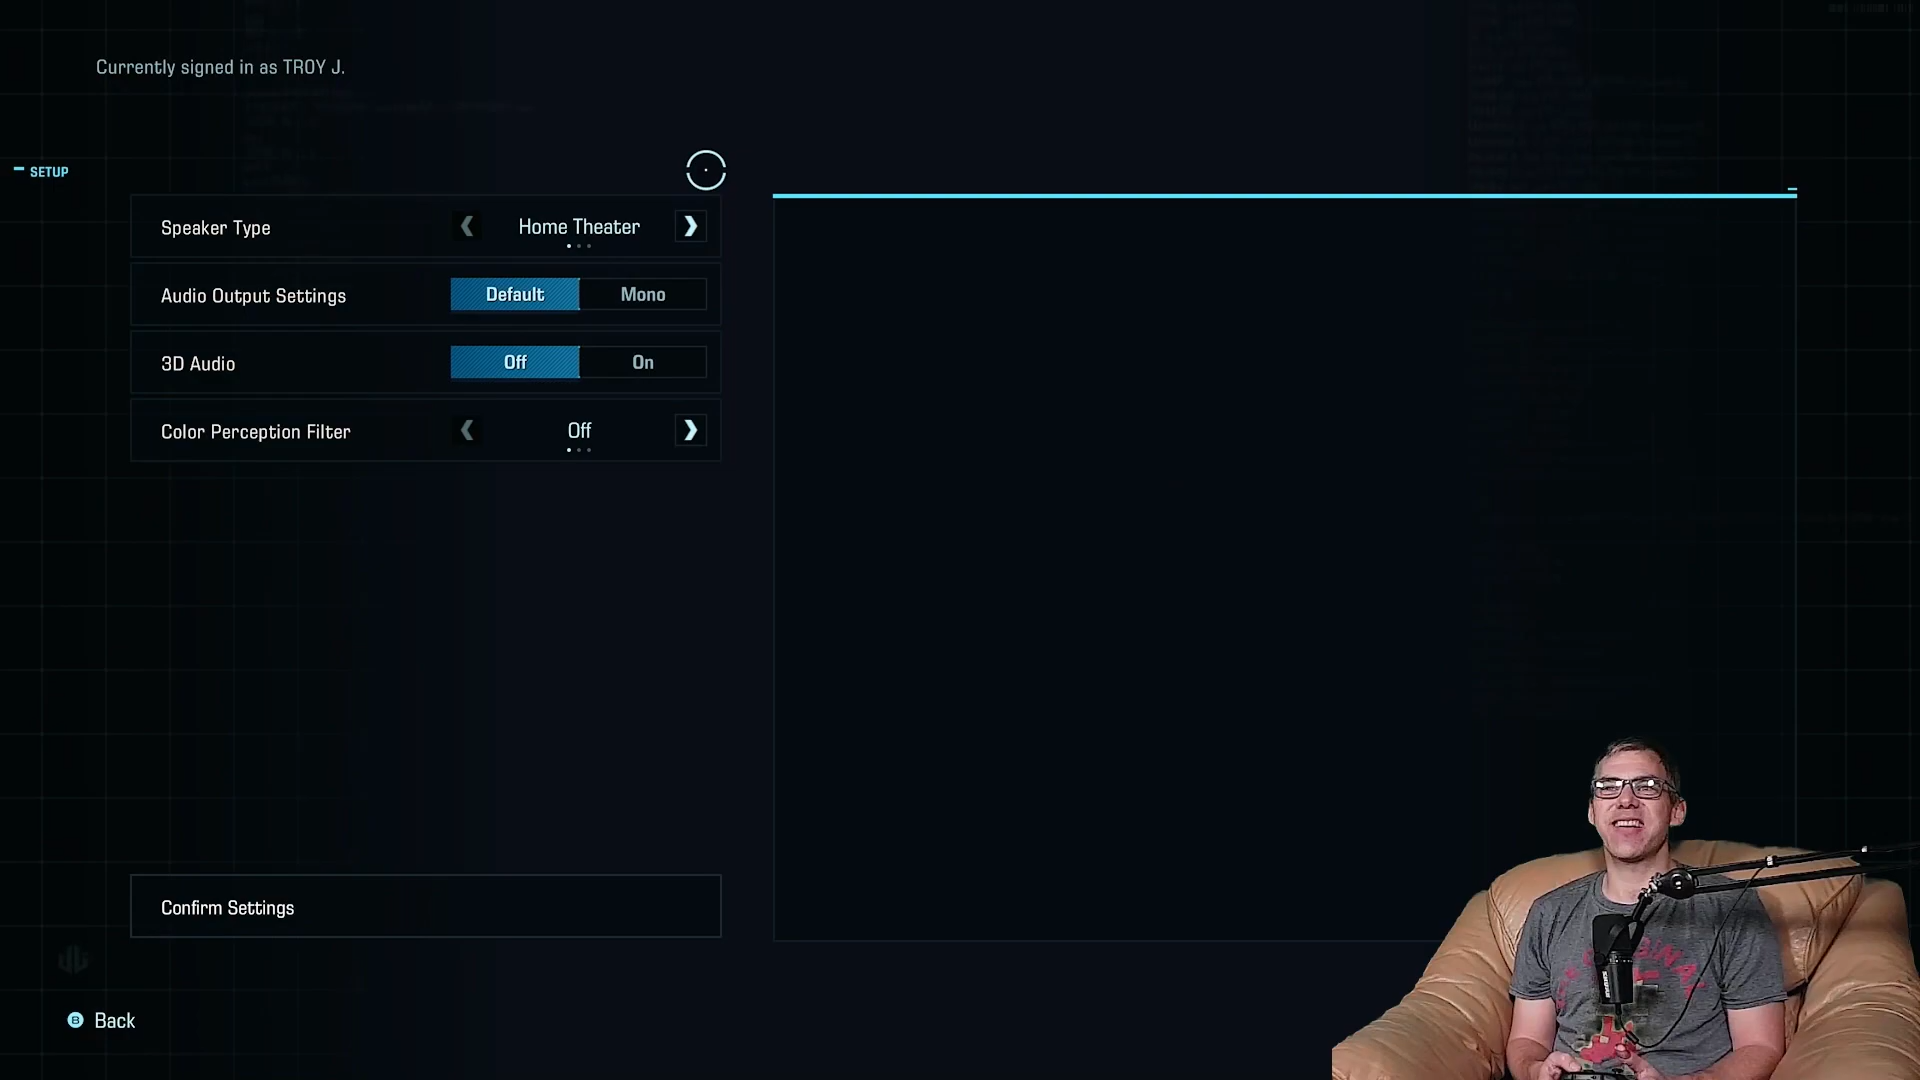 Currently signed in as TROY J.
SETUP
Speaker Type
Home Theater
Audio Output Settings
Default
Mono
3D Audio
Off
On
Color Perception Filter
Off
Confirm Settings
B Back
SHURE